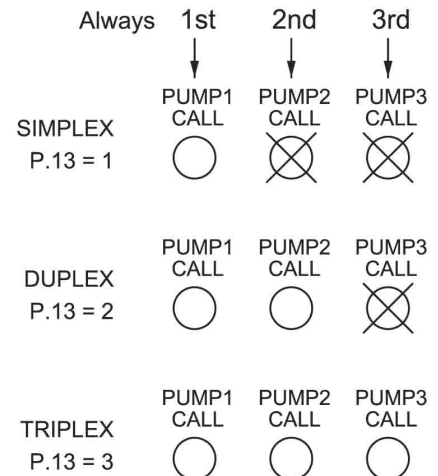 Always 1st 2nd 3rd
PUMP1 PUMP2 PUMP3
CALL CALL CALL
SIMPLEX
P.13 = 1
PUMP1 PUMP2 PUMP3
CALL CALL CALL
DUPLEX
P.13 = 2
PUMP1 PUMP2 PUMP3
CALL CALL CALL
TRIPLEX
P.13 = 3